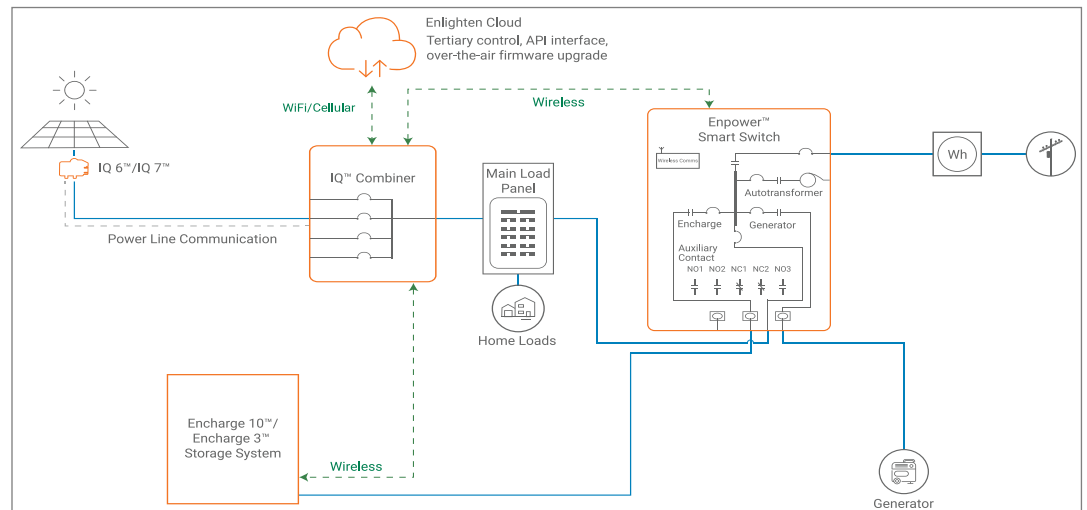 Enlighten Cloud
Tertiary control, API interface,
over-the-air firmware upgrade
WiFi/Cellular
Wireless
Enpower™
Smart Switch
Wireless Comms
Wh
IQ 6™/IQ 7™
IQ™ Combiner
Main Load
Panel
Autotransformer
Encharge
Generator
Power Line Communication
Auxiliary
Contact
NO1 NO2 NC1 NC2 NO3
Home Loads
Encharge 10™/
Encharge 3™
Storage System
Wireless
Generator